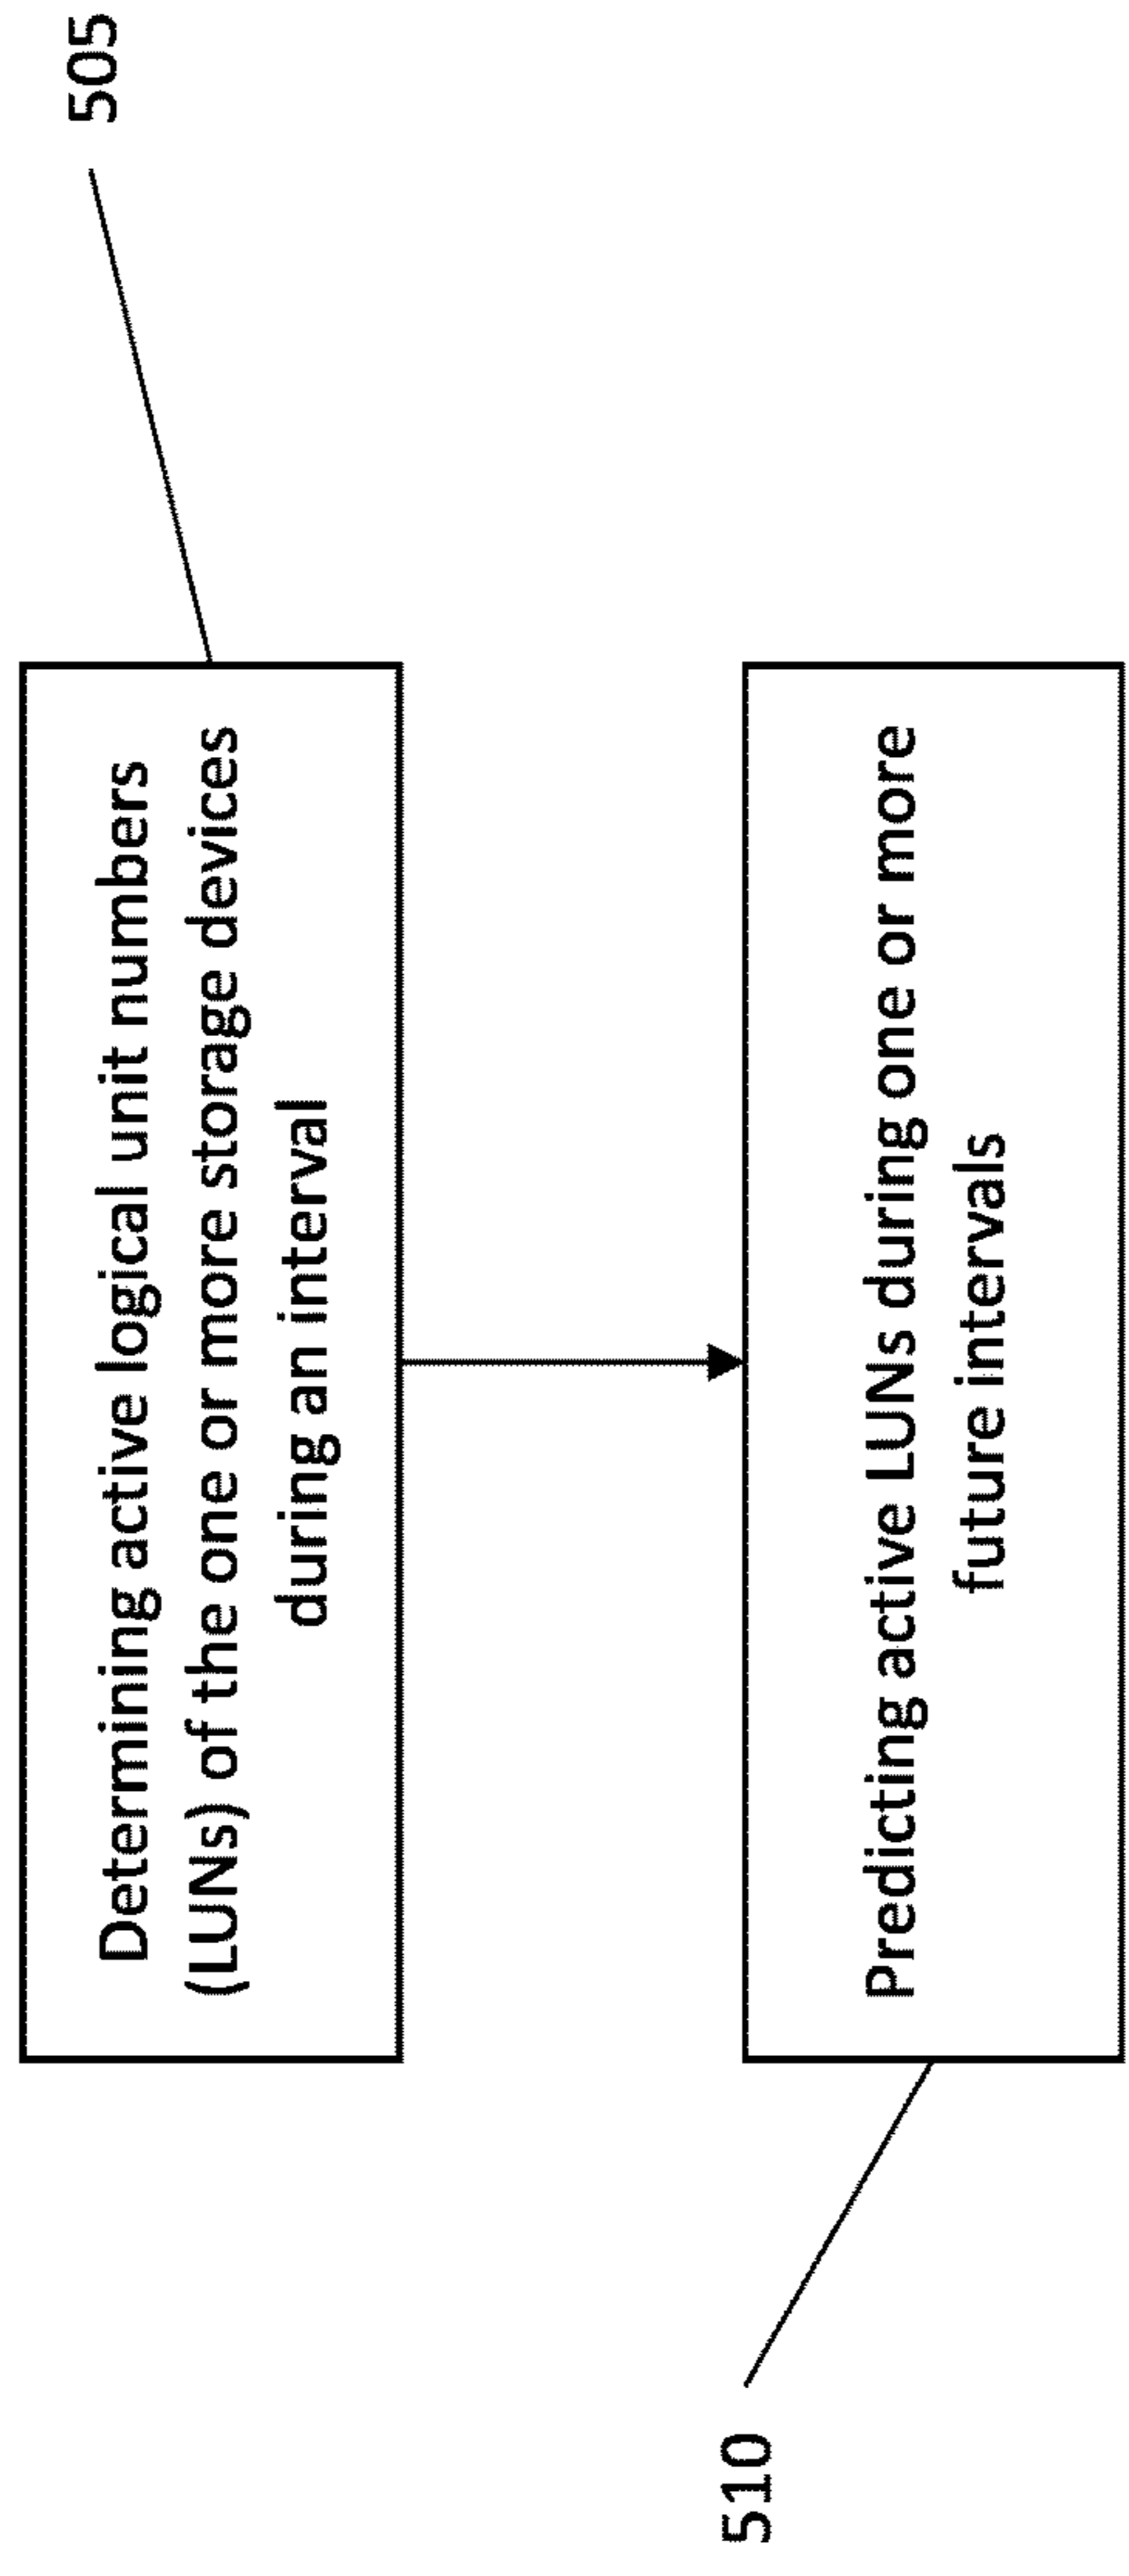 505
Determining active logical unit numbers
(LUNs) of the one or more storage devices
during an interval
Predicting active LUNs during one or more
future intervals
510